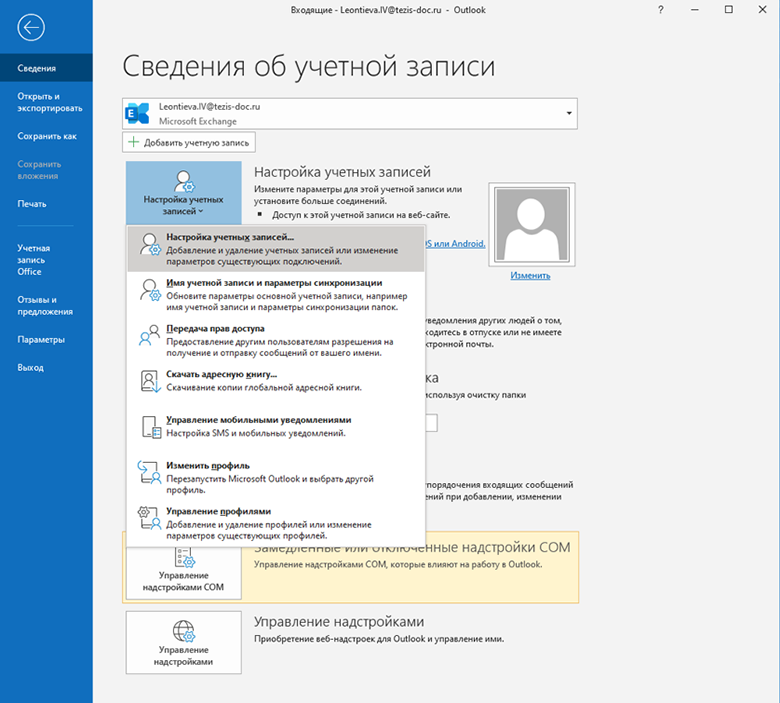 Входящие - Leontieva.IV@tezis-doc.ru - Outlook
?
Сведения
Открыть и
экспортировать
Сохранить как
Сохранить
вложения
Печать
Учетная
запись
Office
Отзывы и
предложения
Параметры
Выход
Сведения об учетной записи
Leontieva.IV@tezis-doc.ru
Microsoft Exchange
Добавить учетную запись
Настройка учетных
записей
Настройка учетных записей
Измените параметры для этой учетной записи или
установите больше соединений.
Доступ к этой учетной записи на веб-сайте.
OS или Android.
Изменить
Настройка учетных записей...
Добавление и удаление учетных записей или изменение
параметров существующих подключений.
Имя учетной записи и параметры синхронизации
Обновите параметры основной учетной записи, например
имя учетной записи и параметры синхронизации папок.
Передача прав доступа
Предоставление другим пользователям разрешения на
получение и отправку сообщений от вашего имени.
Скачать адресную книгу...
Скачивание копии глобальной адресной книги.
Управление мобильными уведомлениями
Настройка SMS и мобильных уведомлений.
Изменить профиль
Перезапустить Microsoft Outlook и выбрать другой
профиль.
Управление профилями
Добавление и удаление профилей или изменение
параметров существующих профилей.
уведомления других людей о том,
ходитесь в отпуске или не имеете
ктронной почты.
ка
используя очистку папки
упорядочения входящих сообщений
ений при добавлении, изменении
Замедленные или отключенные надстройки COM
Управление надстройками COM, которые влияют на работу в Outlook.
Управление
надстройками COM
Управление надстройками
Приобретение веб-надстроек для Outlook и управление ими.
Управление
надстройками